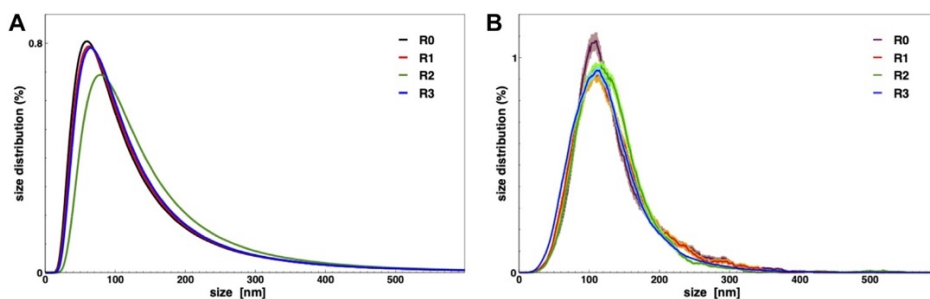 A
0.8
size distribution (%)
0
0
100
200
300
400
500
size [nm]
R0
R1
R2
R3
B
1
size distribution (%)
0
0
100
200
300
400
500
size [nm]
R0
R1
R2
R3